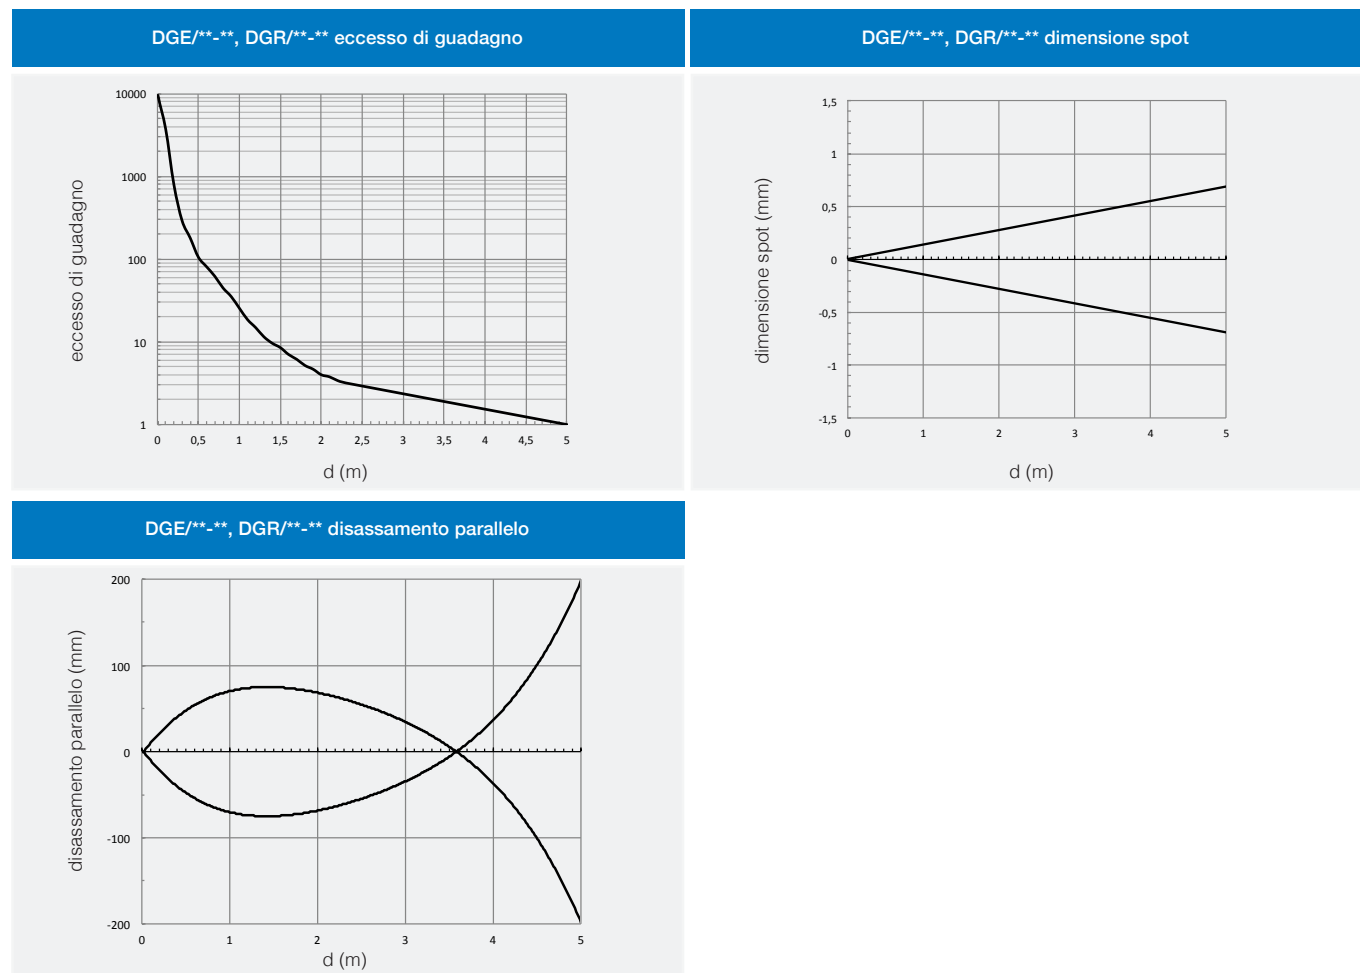 DGE/**-**, DGR/**-** eccesso di guadagno
10000
1000
100
10
1
eccesso di guadagno
0 0,5 1 1,5 2 2,5 3 3,5 4 4,5 5
d (m)
DGE/**-**, DGR/**-** dimensione spot
1,5
1
0,5
0
-0,5
-1
-1,5
dimensione spot (mm)
0 1 2 3 4 5
d (m)
DGE/**-**, DGR/**-** disassamento parallelo
200
100
0
-100
-200
disassamento parallelo (mm)
0 1 2 3 4 5
d (m)